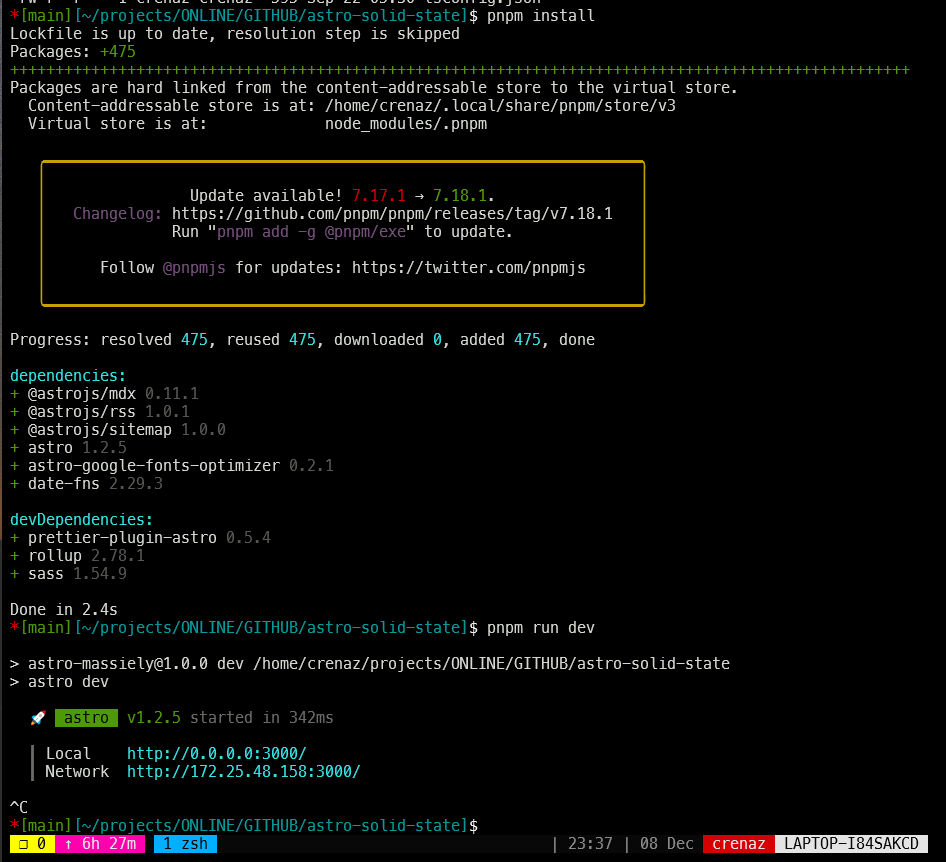 *[main][~/projects/ONLINE/GITHUB/astro-solid-state]$ pnpm install
Lockfile is up to date, resolution step is skipped
Packages: +475
++++++++++++++++++++++++++++++++++++++++++++++++++++++++++++++++++++++++++++++++++++++++++++++++++++
Packages are hard linked from the content-addressable store to the virtual store.
  Content-addressable store is at: /home/crenaz/.local/share/pnpm/store/v3
  Virtual store is at:             node_modules/.pnpm
Update available! 7.17.1 → 7.18.1.
Changelog: https://github.com/pnpm/pnpm/releases/tag/v7.18.1
Run "pnpm add -g @pnpm/exe" to update.
Follow @pnpmjs for updates: https://twitter.com/pnpmjs
Progress: resolved 475, reused 475, downloaded 0, added 475, done
dependencies:
+ @astrojs/mdx 0.11.1
+ @astrojs/rss 1.0.1
+ @astrojs/sitemap 1.0.0
+ astro 1.2.5
+ astro-google-fonts-optimizer 0.2.1
+ date-fns 2.29.3
devDependencies:
+ prettier-plugin-astro 0.5.4
+ rollup 2.78.1
+ sass 1.54.9
Done in 2.4s
*[main][~/projects/ONLINE/GITHUB/astro-solid-state]$ pnpm run dev
> astro-massiely@1.0.0 dev /home/crenaz/projects/ONLINE/GITHUB/astro-solid-state
> astro dev
🚀 astro v1.2.5 started in 342ms
Local    http://0.0.0.0:3000/
Network  http://172.25.48.158:3000/
^C
*[main][~/projects/ONLINE/GITHUB/astro-solid-state]$
❐ 0 ↑ 6h 27m 1 zsh | 23:37 | 08 Dec crenaz LAPTOP-I84SAKCD